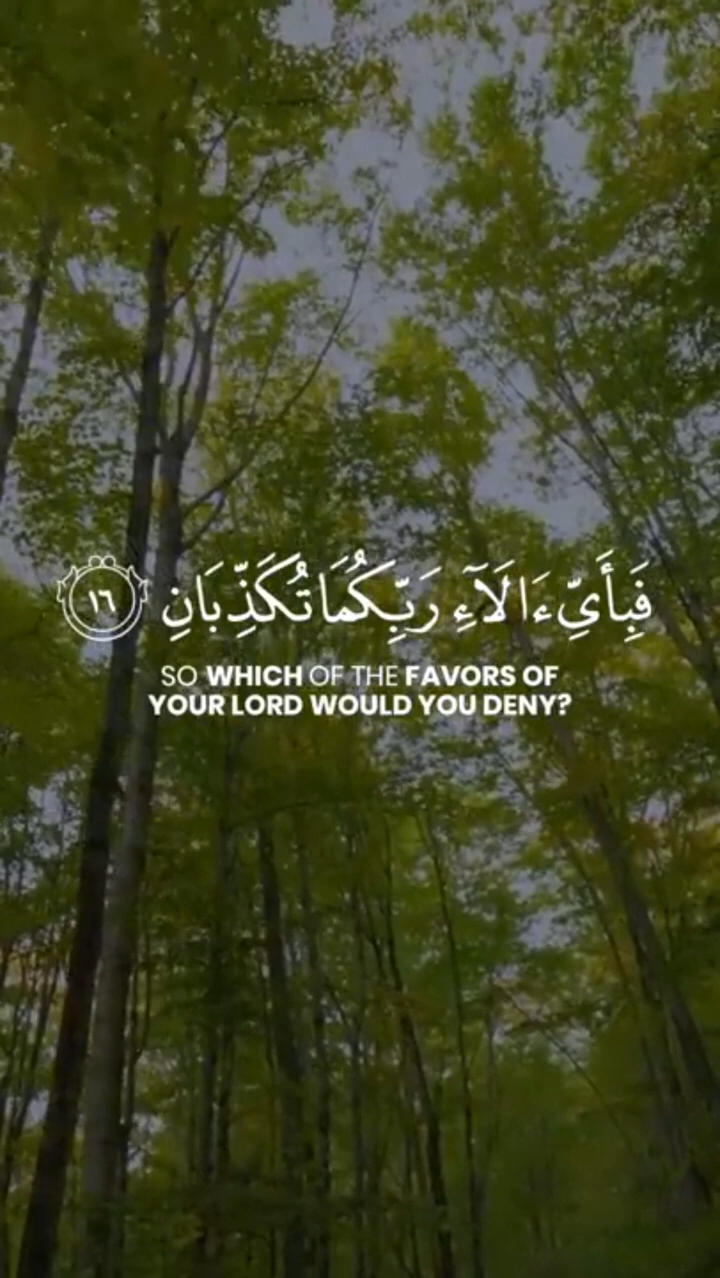 فَبِأَيِّ ءَالَآءِ رَبِّكُمَا تُكَذِّبَانِ ١٦
SO WHICH OF THE FAVORS OF
YOUR LORD WOULD YOU DENY?